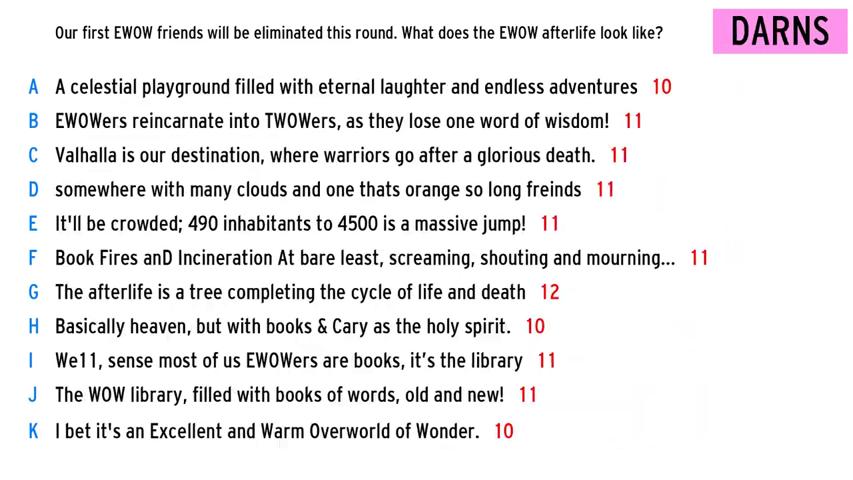 Our first EWOW friends will be eliminated this round. What does the EWOW afterlife look like?
DARNS
A A celestial playground filled with eternal laughter and endless adventures 10
B EWOWers reincarnate into TWOWers, as they lose one word of wisdom! 11
C Valhalla is our destination, where warriors go after a glorious death. 11
D somewhere with many clouds and one thats orange so long freinds 11
E It'll be crowded; 490 inhabitants to 4500 is a massive jump! 11
F Book Fires anD Incineration At bare least, screaming, shouting and mourning... 11
G The afterlife is a tree completing the cycle of life and death 12
H Basically heaven, but with books & Cary as the holy spirit. 10
I We11, sense most of us EWOWers are books, it’s the library 11
J The WOW library, filled with books of words, old and new! 11
K I bet it's an Excellent and Warm Overworld of Wonder. 10